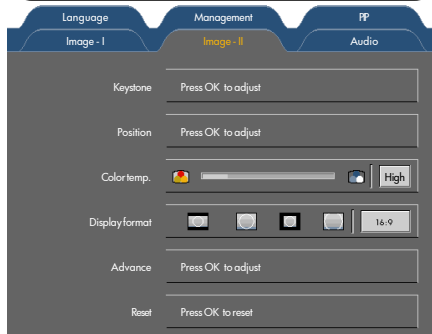 Language Management PIP
Image - I Image - II Audio
Keystone Press OK to adjust
Position Press OK to adjust
Color temp. High
Display format 16:9
Advance Press OK to adjust
Reset Press OK to reset